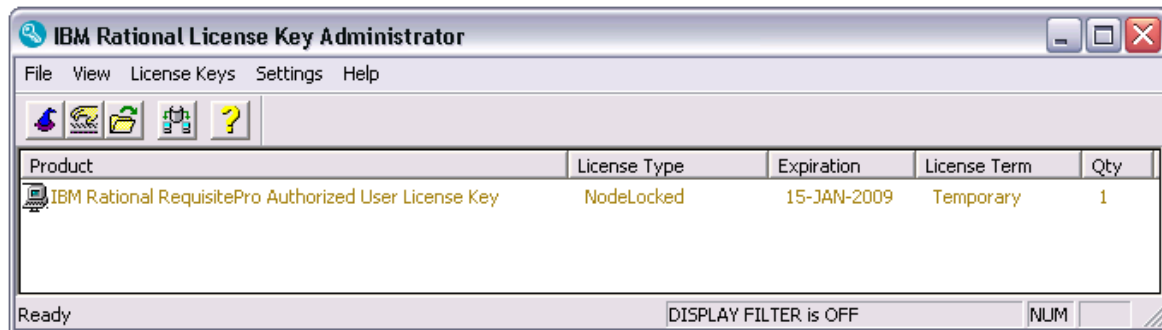 IBM Rational License Key Administrator
File View License Keys Settings Help
Product License Type Expiration License Term Qty
IBM Rational RequisitePro Authorized User License Key NodeLocked 15-JAN-2009 Temporary 1
Ready DISPLAY FILTER is OFF NUM